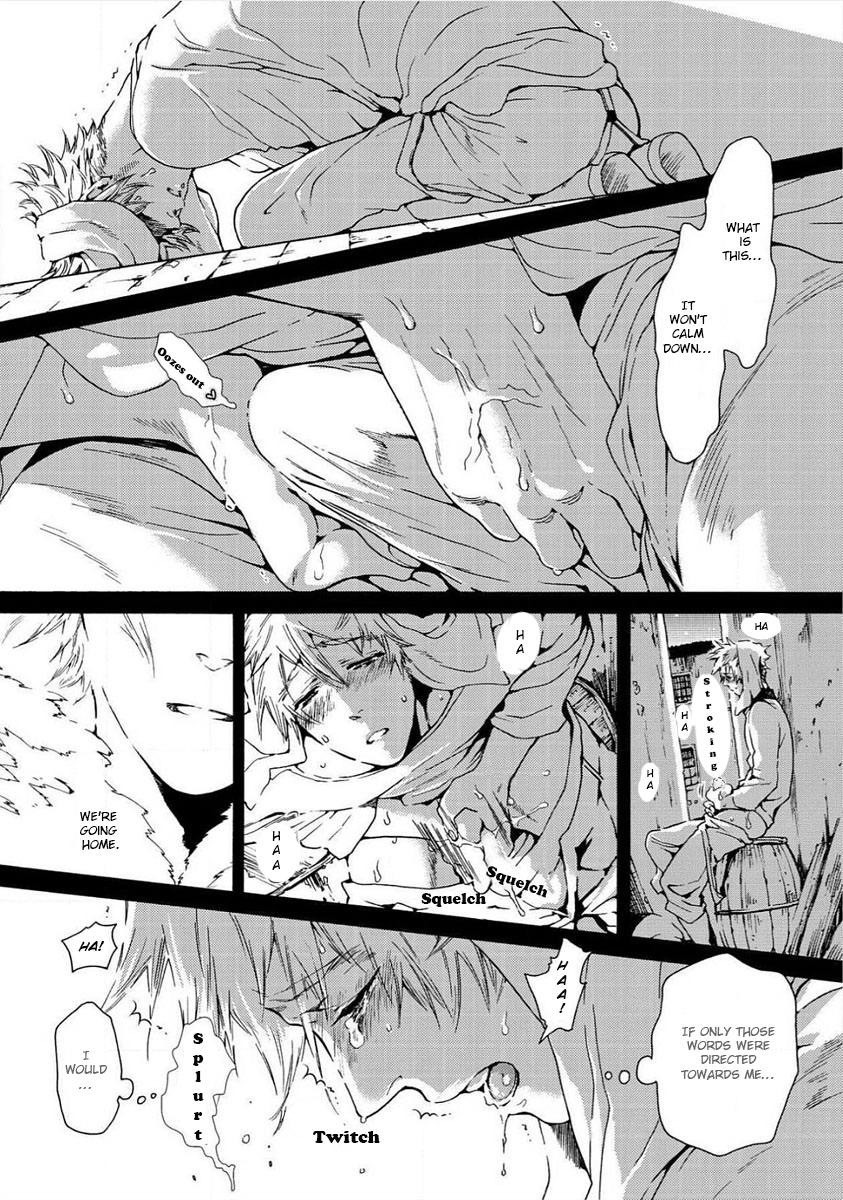 WHAT
IS
THIS...
IT
WON'T
CALM
DOWN...
Oozes out ♡
HA
Stroking
HA
HA
HA
HAA
Squelch
Squelch
WE'RE
GOING
HOME.
IF ONLY THOSE
WORDS WERE
DIRECTED
TOWARDS ME...
HAA!
HA!
Splurt
Twitch
I
WOULD
...